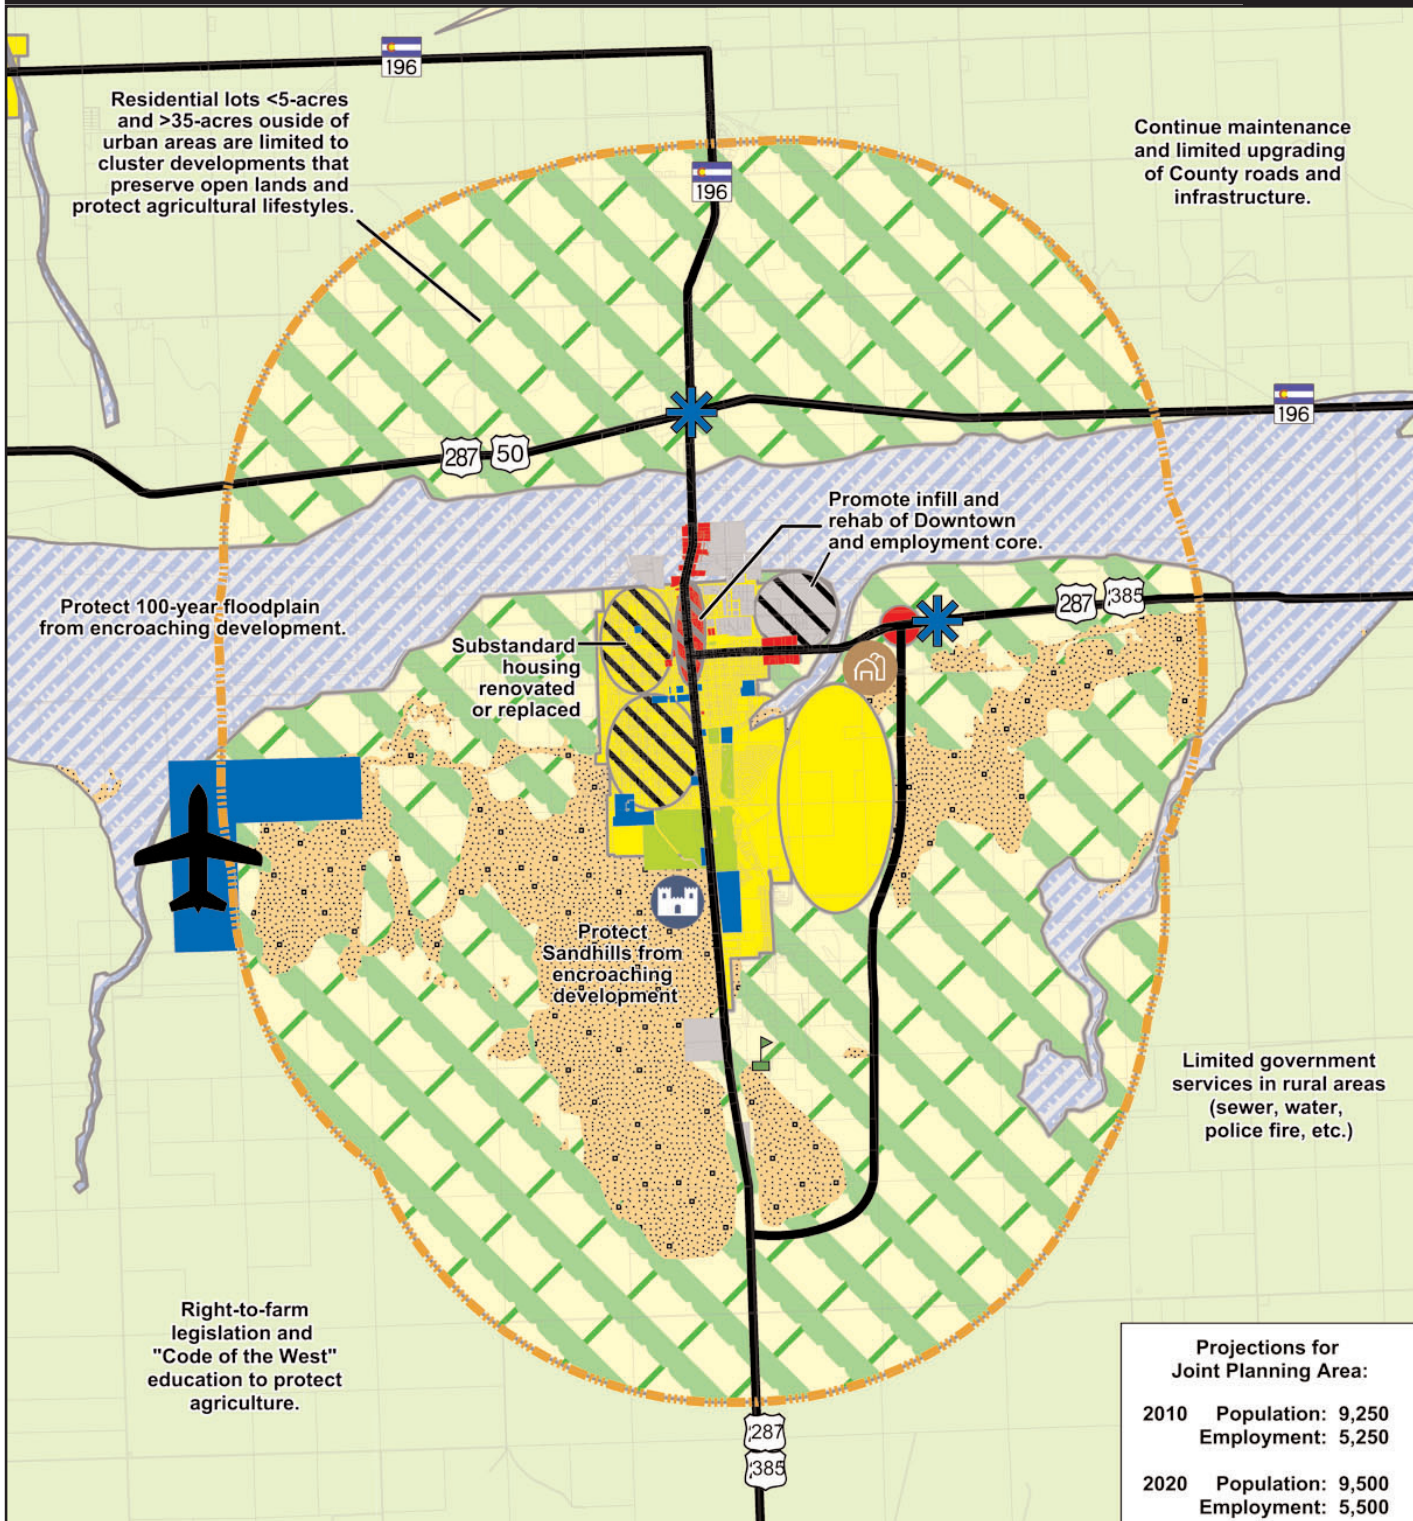 196
Residential lots <5-acres
and >35-acres ouside of
urban areas are limited to
cluster developments that
preserve open lands and
protect agricultural lifestyles.
Continue maintenance
and limited upgrading
of County roads and
infrastructure.
196
196
287 50
Promote infill and
rehab of Downtown
and employment core.
287 385
Protect 100-year floodplain
from encroaching development.
Substandard
housing
renovated
or replaced
Protect
Sandhills from
encroaching
development
Limited government
services in rural areas
(sewer, water,
police fire, etc.)
Right-to-farm
legislation and
"Code of the West"
education to protect
agriculture.
287
385
Projections for
Joint Planning Area:
2010 Population: 9,250
Employment: 5,250
2020 Population: 9,500
Employment: 5,500